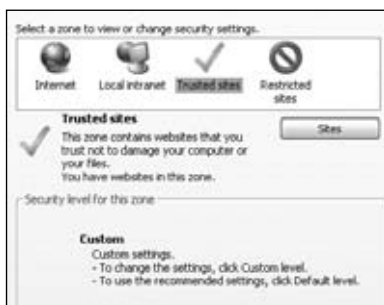 Select a zone to view or change security settings.
Internet
Local intranet
Trusted sites
Restricted
sites
Trusted sites
Sites
This zone contains websites that you
trust not to damage your computer or
your files.
You have websites in this zone.
Security level for this zone
Custom
Custom settings.
- To change the settings, click Custom level.
- To use the recommended settings, click Default level.